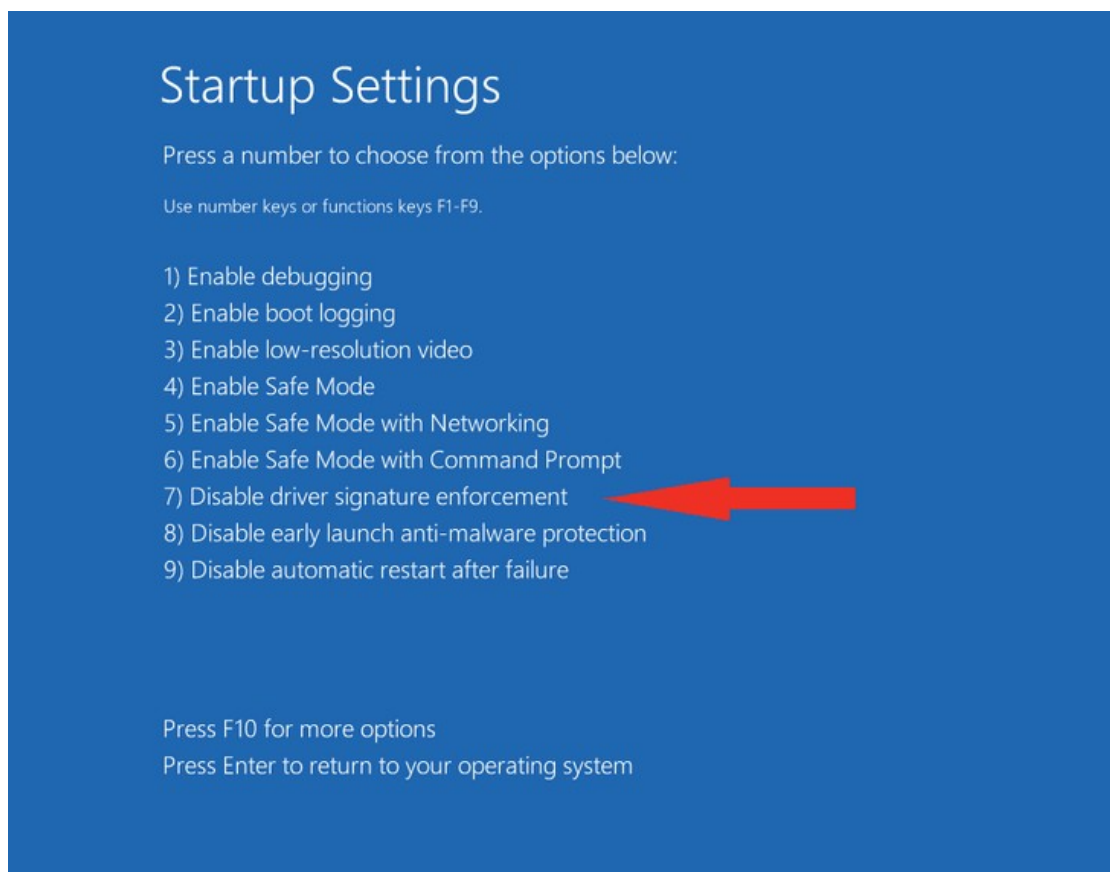 Startup Settings
Press a number to choose from the options below:
Use number keys or functions keys F1-F9.
1) Enable debugging
2) Enable boot logging
3) Enable low-resolution video
4) Enable Safe Mode
5) Enable Safe Mode with Networking
6) Enable Safe Mode with Command Prompt
7) Disable driver signature enforcement
8) Disable early launch anti-malware protection
9) Disable automatic restart after failure
Press F10 for more options
Press Enter to return to your operating system